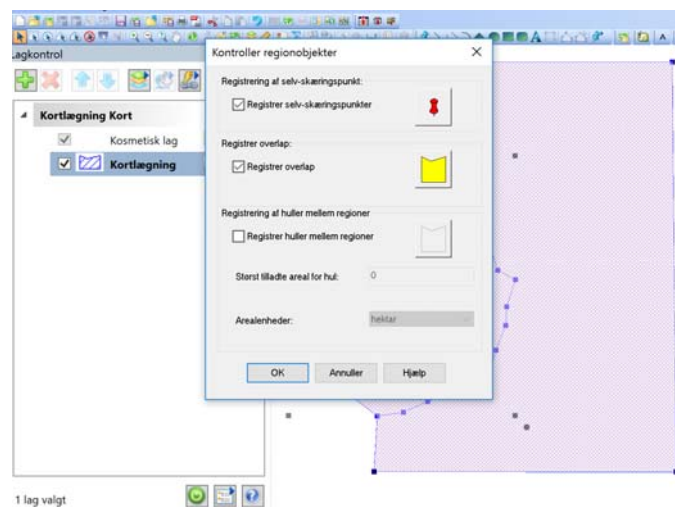 Lagkontrol
Kontroller regionobjekter
Kortlægning Kort
Kosmetisk lag
Kortlægning
Registrering af selv-skæringspunkt:
Registrer selv-skæringspunkter
Registrer overlap:
Registrer overlap
Registrering af huller mellem regioner
Registrer huller mellem regioner
Størst tilladte areal for hul:
0
Arealenheder:
hektar
OK
Annuller
Hjælp
1 lag valgt